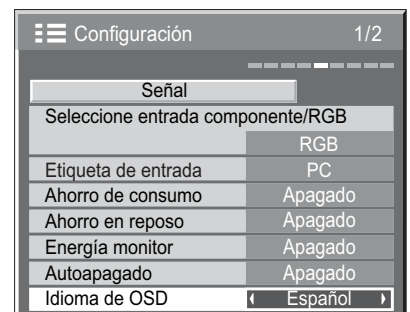 Configuración 1/2
Señal
Seleccione entrada componente/RGB
RGB
Etiqueta de entrada PC
Ahorro de consumo Apagado
Ahorro en reposo Apagado
Energía monitor Apagado
Autoapagado Apagado
Idioma de OSD Español